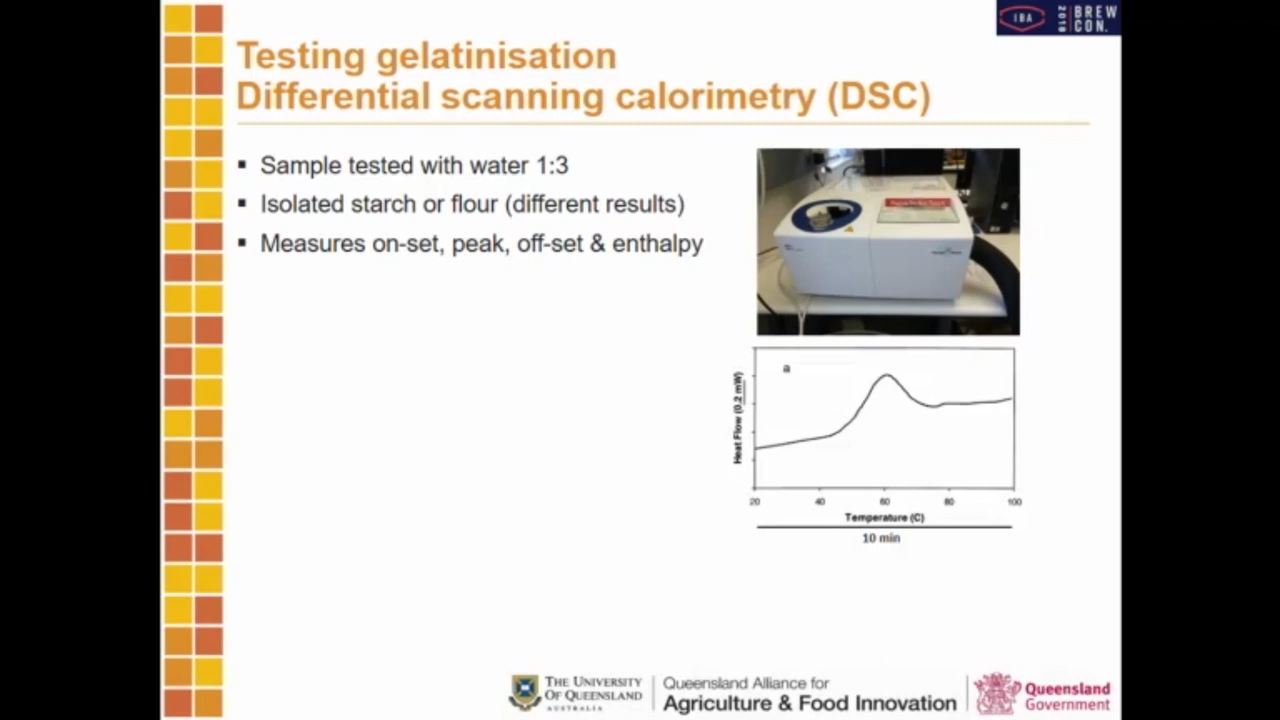 IBA
2018
BREW
CON.
Testing gelatinisation
Differential scanning calorimetry (DSC)
▪ Sample tested with water 1:3
▪ Isolated starch or flour (different results)
▪ Measures on-set, peak, off-set & enthalpy
a
Heat Flow (0.2 mW)
20 40 60 80 100
Temperature (C)
10 min
THE UNIVERSITY
OF QUEENSLAND
AUSTRALIA
Queensland Alliance for
Agriculture & Food Innovation
Queensland
Government